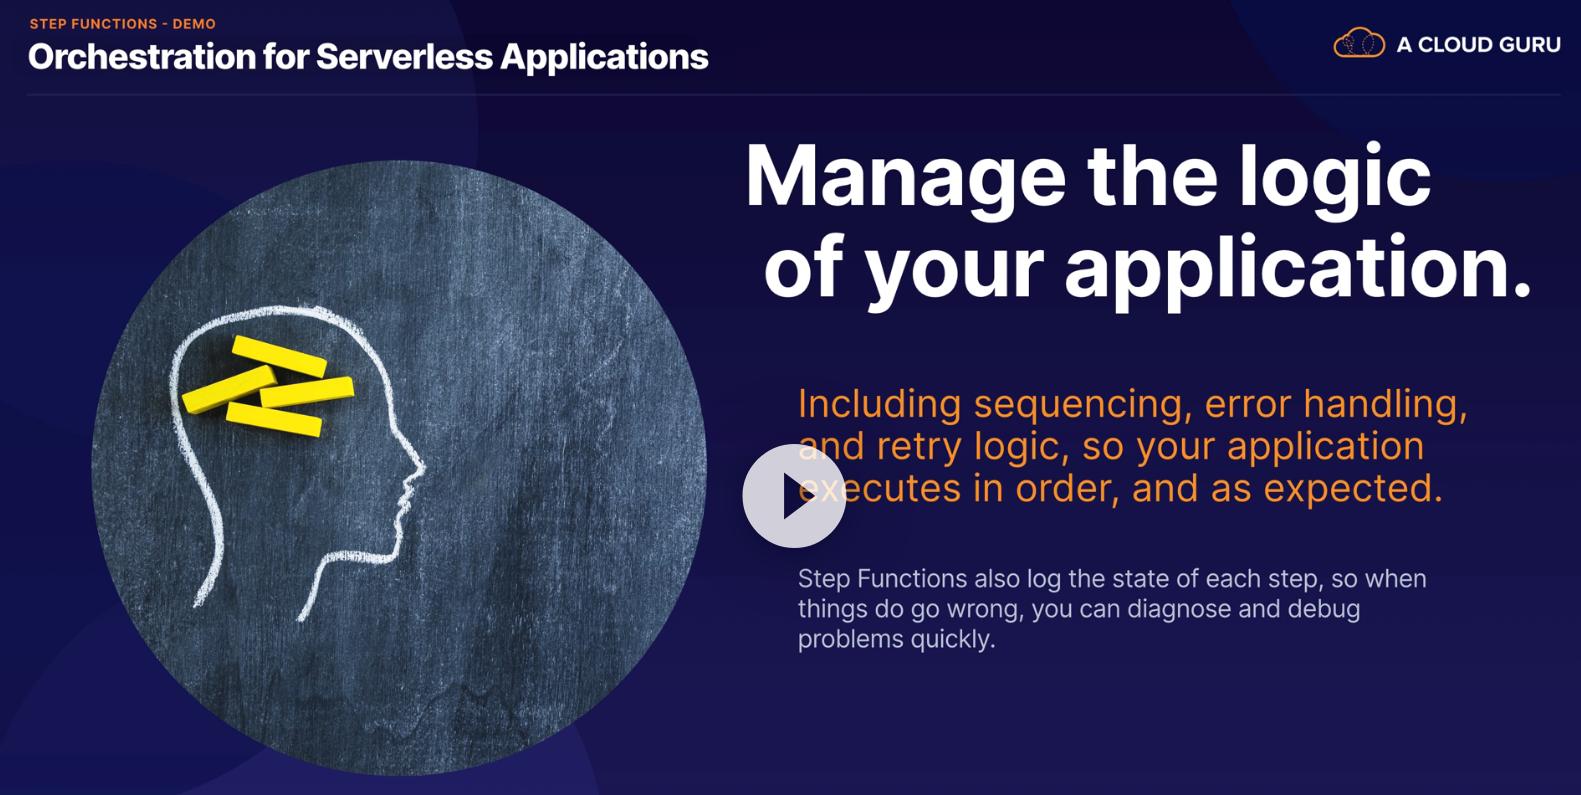 STEP FUNCTIONS - DEMO
Orchestration for Serverless Applications
A CLOUD GURU
Manage the logic
of your application.
Including sequencing, error handling,
and retry logic, so your application
executes in order, and as expected.
Step Functions also log the state of each step, so when
things do go wrong, you can diagnose and debug
problems quickly.